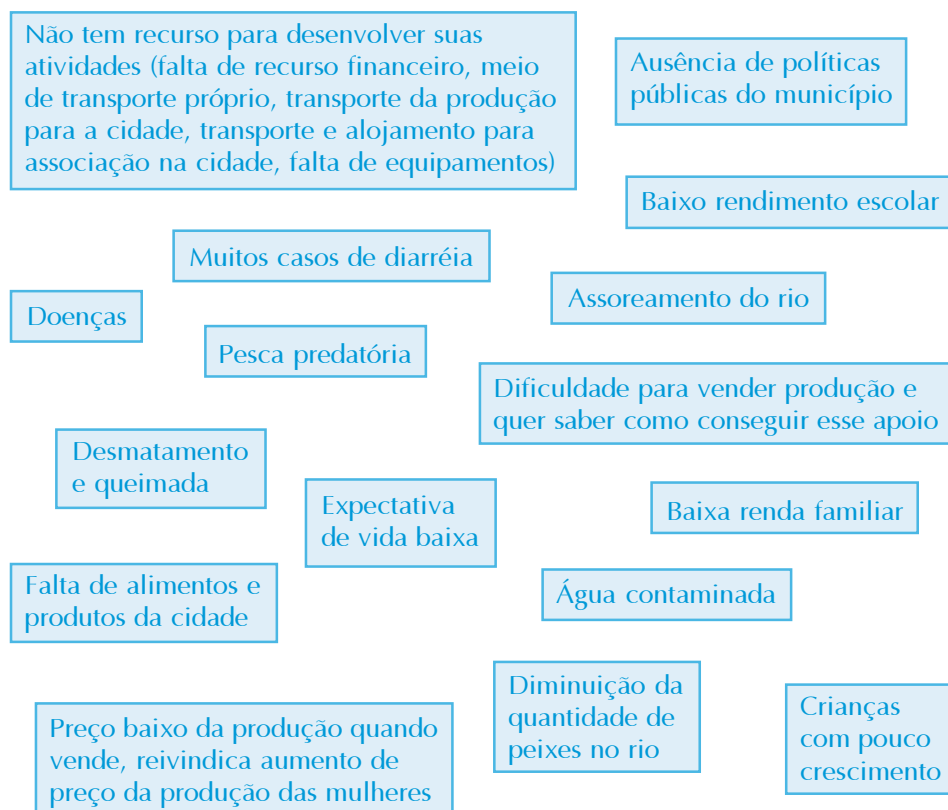 Não tem recurso para desenvolver suas
atividades (falta de recurso financeiro, meio
de transporte próprio, transporte da produção
para a cidade, transporte e alojamento para
associação na cidade, falta de equipamentos)
Ausência de políticas
públicas do município
Baixo rendimento escolar
Muitos casos de diarréia
Assoreamento do rio
Doenças
Pesca predatória
Dificuldade para vender produção e
quer saber como conseguir esse apoio
Desmatamento
e queimada
Expectativa
de vida baixa
Baixa renda familiar
Falta de alimentos e
produtos da cidade
Água contaminada
Diminuição da
quantidade de
peixes no rio
Crianças
com pouco
crescimento
Preço baixo da produção quando
vende, reivindica aumento de
preço da produção das mulheres